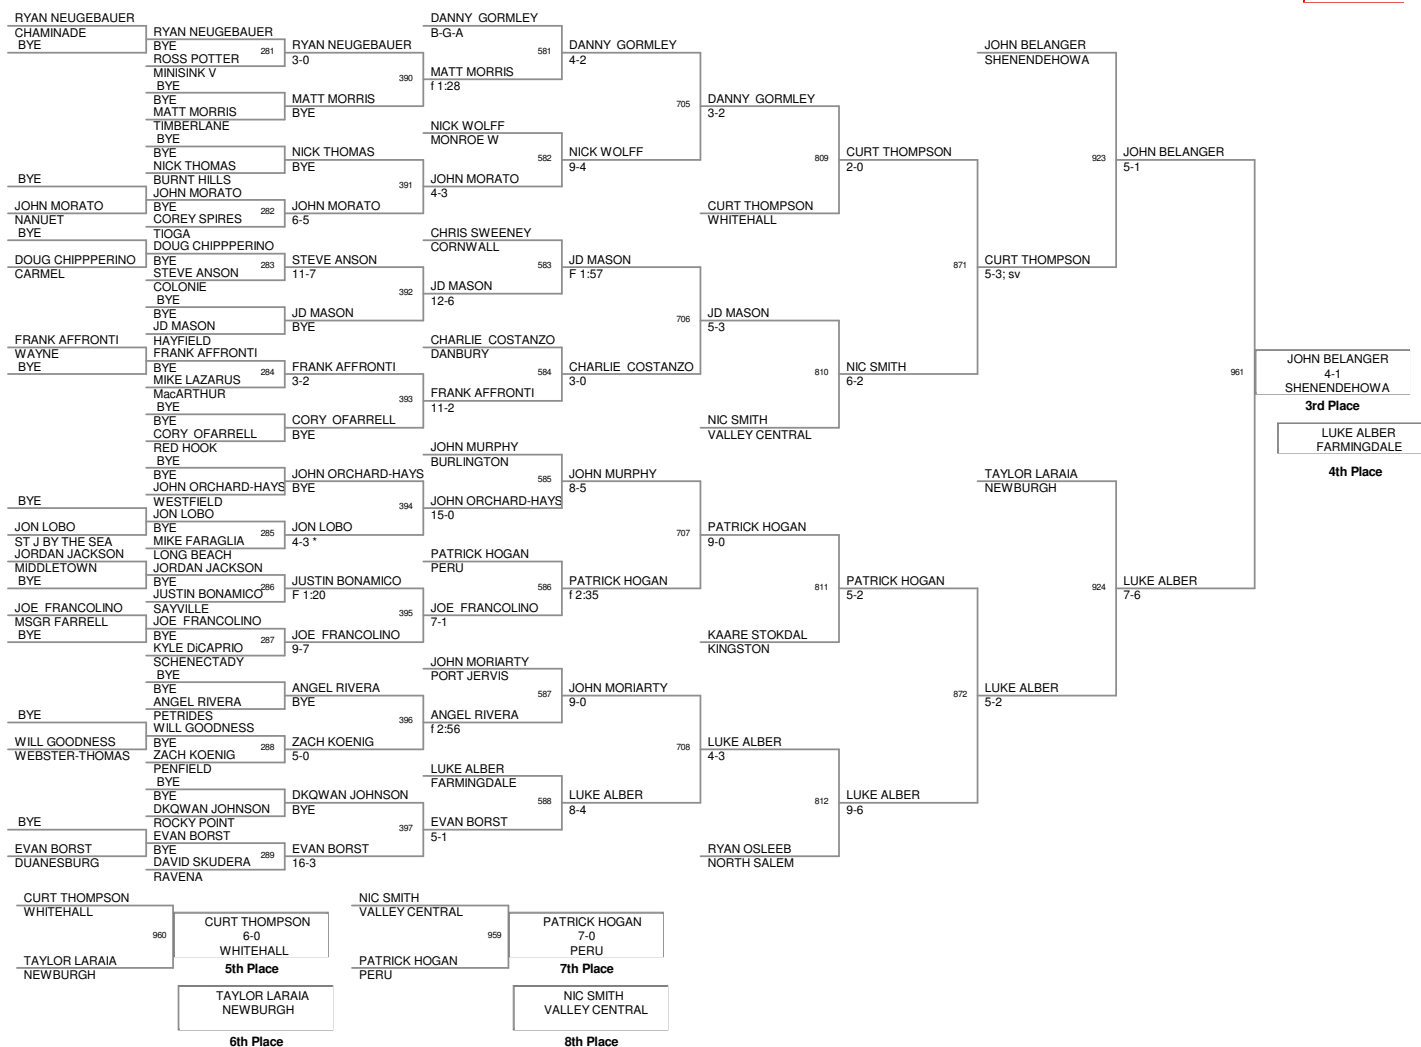 RYAN NEUGEBAUER
CHAMINADE
BYE
BYE
JOHN MORATO
NANUET
BYE
DOUG CHIPPPERINO
CARMEL
FRANK AFFRONTI
WAYNE
BYE
BYE
JON LOBO
ST J BY THE SEA
JORDAN JACKSON
MIDDLETOWN
BYE
JOE FRANCOLINO
MSGR FARRELL
BYE
BYE
WILL GOODNESS
WEBSTER-THOMAS
BYE
EVAN BORST
DUANESBURG
RYAN NEUGEBAUER
BYE
281
ROSS POTTER
MINISINK V
BYE
BYE
MATT MORRIS
TIMBERLANE
BYE
BYE
NICK THOMAS
BURNT HILLS
JOHN MORATO
BYE
282
COREY SPIRES
TIOGA
DOUG CHIPPPERINO
BYE
283
STEVE ANSON
COLONIE
BYE
BYE
JD MASON
HAYFIELD
FRANK AFFRONTI
BYE
284
MIKE LAZARUS
MacARTHUR
BYE
BYE
CORY OFARRELL
RED HOOK
BYE
BYE
JOHN ORCHARD-HAYS
WESTFIELD
JON LOBO
BYE
285
MIKE FARAGLIA
LONG BEACH
JORDAN JACKSON
BYE
286
JUSTIN BONAMICO
SAYVILLE
JOE FRANCOLINO
BYE
287
KYLE DiCAPRIO
SCHENECTADY
BYE
BYE
ANGEL RIVERA
PETRIDES
WILL GOODNESS
BYE
288
ZACH KOENIG
PENFIELD
BYE
BYE
DKQWAN JOHNSON
ROCKY POINT
EVAN BORST
BYE
289
DAVID SKUDERA
RAVENA
RYAN NEUGEBAUER
3-0
390
MATT MORRIS
BYE
NICK THOMAS
BYE
391
JOHN MORATO
6-5
STEVE ANSON
11-7
392
JD MASON
BYE
FRANK AFFRONTI
3-2
393
CORY OFARRELL
BYE
JOHN ORCHARD-HAYS
BYE
394
JON LOBO
4-3 *
JUSTIN BONAMICO
F 1:20
395
JOE FRANCOLINO
9-7
ANGEL RIVERA
BYE
396
ZACH KOENIG
5-0
DKQWAN JOHNSON
BYE
397
EVAN BORST
16-3
DANNY GORMLEY
B-G-A
581
MATT MORRIS
f 1:28
NICK WOLFF
MONROE W
582
JOHN MORATO
4-3
CHRIS SWEENEY
CORNWALL
583
JD MASON
12-6
CHARLIE COSTANZO
DANBURY
584
FRANK AFFRONTI
11-2
JOHN MURPHY
BURLINGTON
585
JOHN ORCHARD-HAYS
15-0
PATRICK HOGAN
PERU
586
JOE FRANCOLINO
7-1
JOHN MORIARTY
PORT JERVIS
587
ANGEL RIVERA
f 2:56
LUKE ALBER
FARMINGDALE
588
EVAN BORST
5-1
DANNY GORMLEY
4-2
705
NICK WOLFF
9-4
JD MASON
F 1:57
706
CHARLIE COSTANZO
3-0
JOHN MURPHY
8-5
707
PATRICK HOGAN
f 2:35
JOHN MORIARTY
9-0
708
LUKE ALBER
8-4
DANNY GORMLEY
3-2
809
CURT THOMPSON
WHITEHALL
JD MASON
5-3
810
NIC SMITH
VALLEY CENTRAL
PATRICK HOGAN
9-0
811
KAARE STOKDAL
KINGSTON
LUKE ALBER
4-3
812
RYAN OSLEEB
NORTH SALEM
CURT THOMPSON
2-0
871
NIC SMITH
6-2
PATRICK HOGAN
5-2
872
LUKE ALBER
9-6
JOHN BELANGER
SHENENDEHOWA
923
CURT THOMPSON
5-3; sv
TAYLOR LARAIA
NEWBURGH
924
LUKE ALBER
5-2
JOHN BELANGER
5-1
961
LUKE ALBER
7-6
JOHN BELANGER
4-1
SHENENDEHOWA
3rd Place
LUKE ALBER
FARMINGDALE
4th Place
CURT THOMPSON
WHITEHALL
960
TAYLOR LARAIA
NEWBURGH
CURT THOMPSON
6-0
WHITEHALL
5th Place
TAYLOR LARAIA
NEWBURGH
6th Place
NIC SMITH
VALLEY CENTRAL
959
PATRICK HOGAN
PERU
PATRICK HOGAN
7-0
PERU
7th Place
NIC SMITH
VALLEY CENTRAL
8th Place